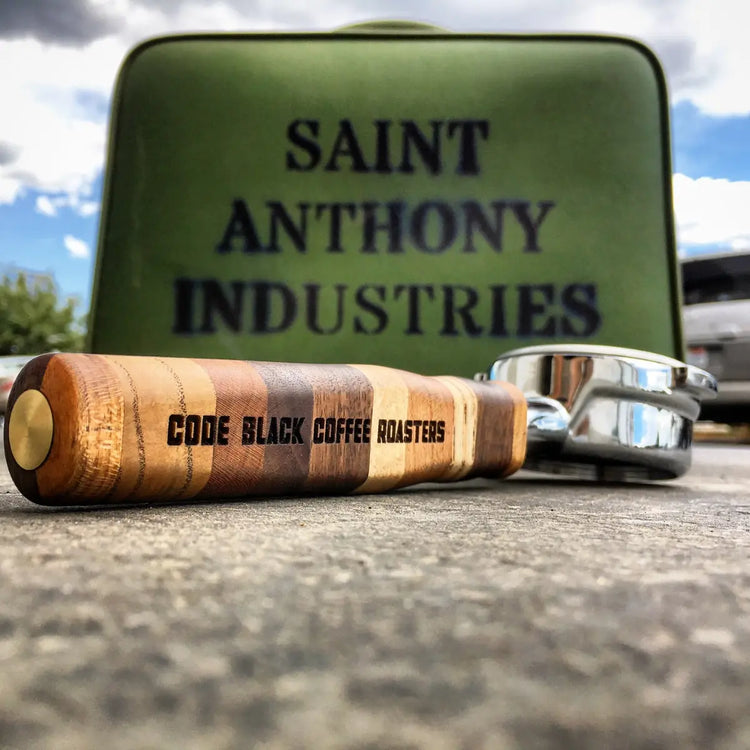 SAINT
ANTHONY
INDUSTRIES
CODE BLACK COFFEE ROASTERS